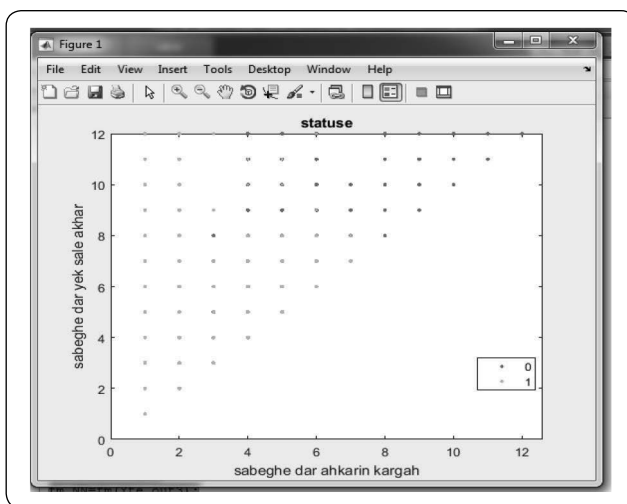 Figure 1
File Edit View Insert Tools Desktop Window Help
statuse
12
10
8
6
4
2
0
sabeghe dar yek sale akhar
0 2 4 6 8 10 12
sabeghe dar ahkarin kargah
0
1